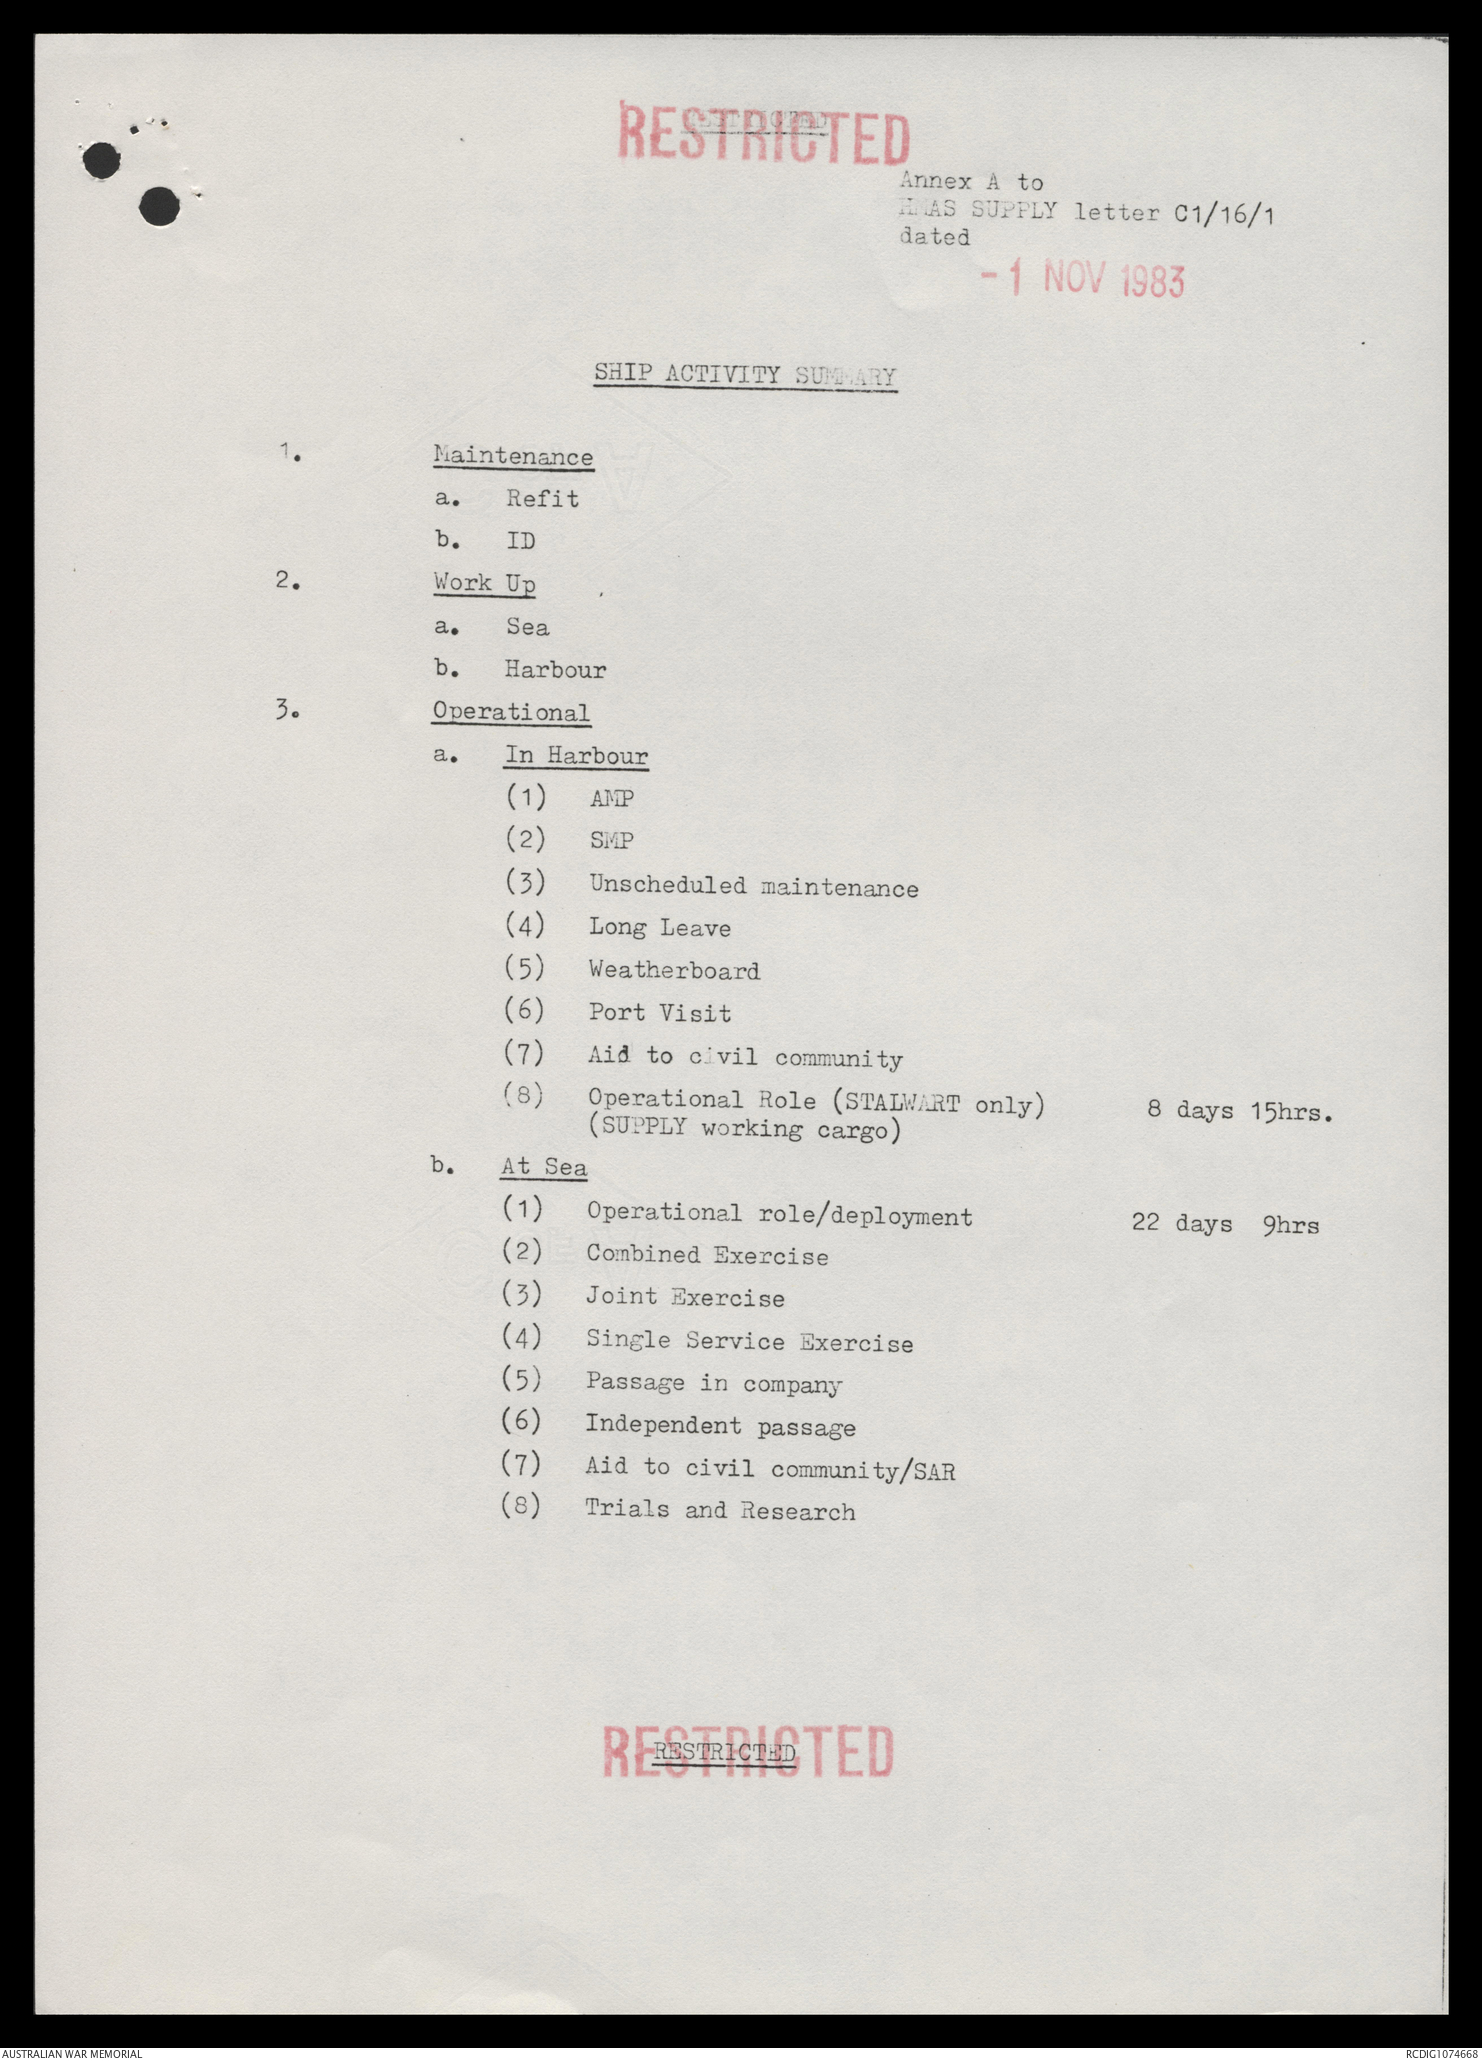 RESTRICTED
RESTRICTED
Annex A to
HMAS SUPPLY letter C1/16/1
dated
- 1 NOV 1983
SHIP ACTIVITY SUMMARY
1. Maintenance
a. Refit
b. ID
2. Work Up
a. Sea
b. Harbour
3. Operational
a. In Harbour
(1) AMP
(2) SMP
(3) Unscheduled maintenance
(4) Long Leave
(5) Weatherboard
(6) Port Visit
(7) Aid to civil community
(8) Operational Role (STALWART only) 8 days 15hrs.
(SUPPLY working cargo)
b. At Sea
(1) Operational role/deployment 22 days 9hrs
(2) Combined Exercise
(3) Joint Exercise
(4) Single Service Exercise
(5) Passage in company
(6) Independent passage
(7) Aid to civil community/SAR
(8) Trials and Research
RESTRICTED
RESTRICTED
AUSTRALIAN WAR MEMORIAL RCDIG1074668